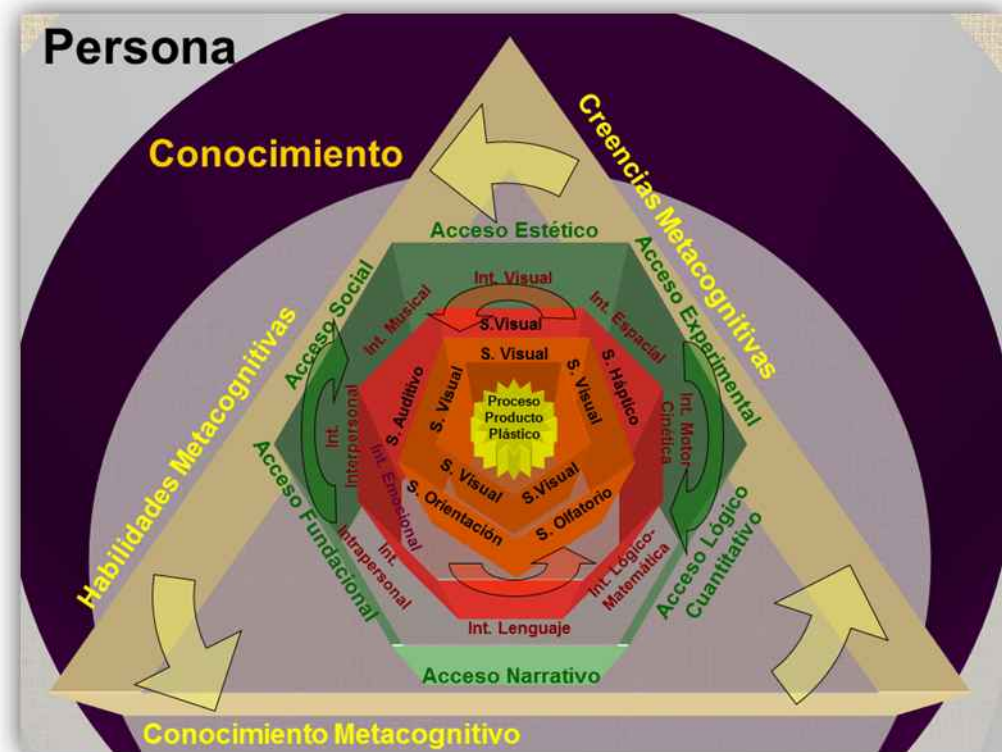 Persona
Conocimiento
Creencias Metacognitivas
Habilidades Metacognitivas
Conocimiento Metacognitivo
Acceso Estético
Acceso Social
Acceso Experimental
Acceso Fundacional
Acceso Lógico
Cuantitativo
Acceso Narrativo
Int. Visual
Int. Musical
Int. Espacial
Int.
Interpersonal
Int. Motor
Cinética
Int. Emosional
Int.
Intrapersonal
Int. Lógico-
Matemática
Int. Lenguaje
S.Visual
S. Auditivo
S. Háptico
S. Orientación
S. Olfatorio
S. Visual
S. Visual
S. Visual
S. Visual
S.Visual
Proceso
Producto
Plástico